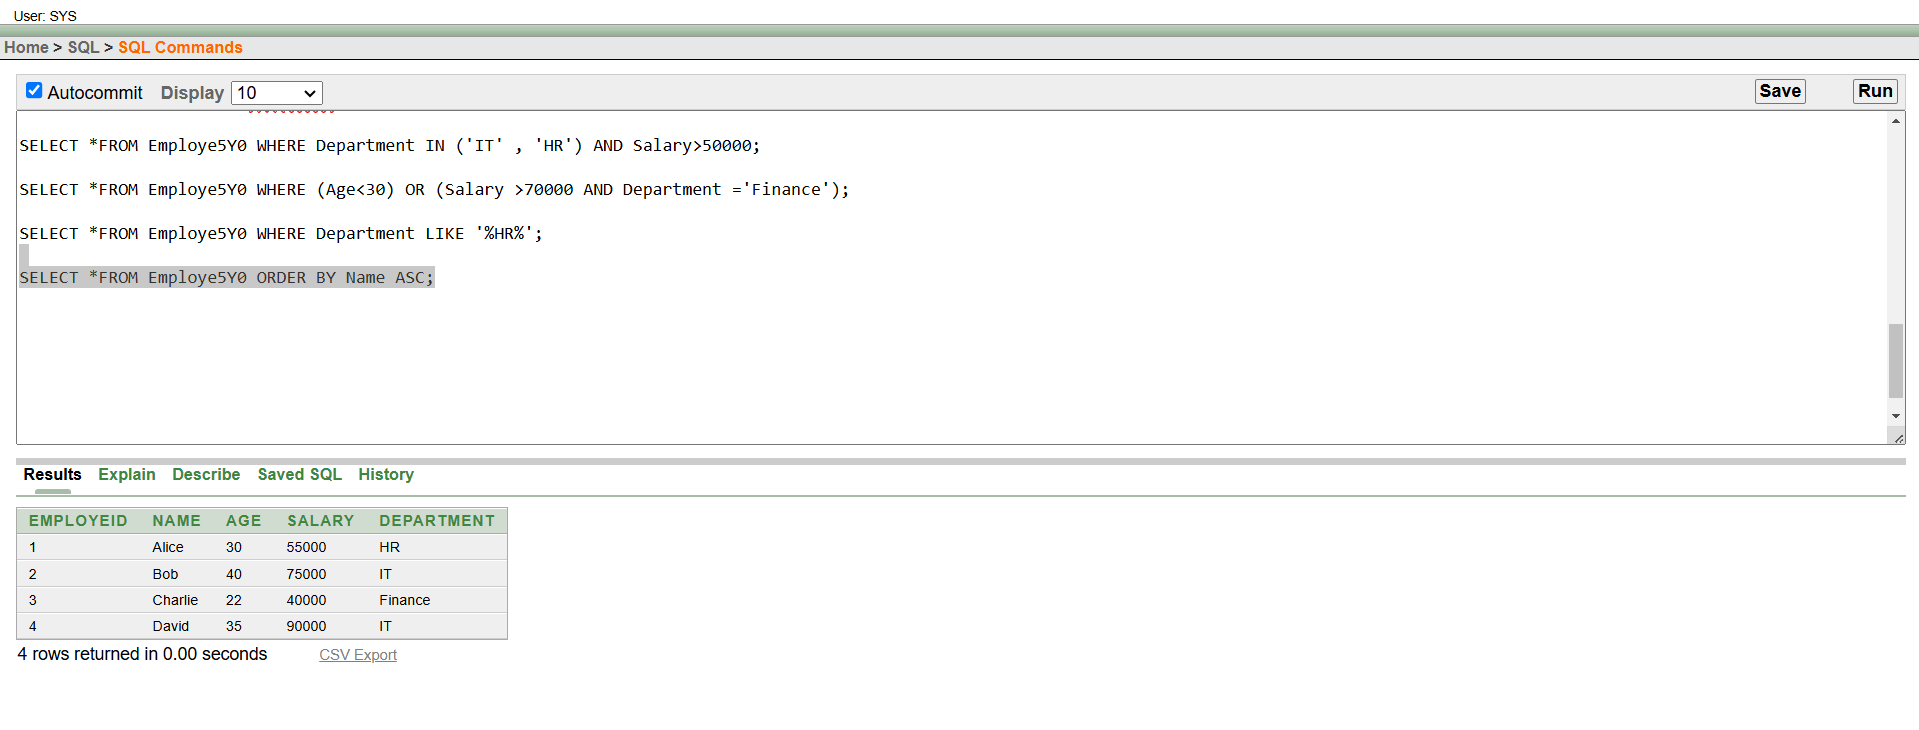 User: SYS
Home > SQL > SQL Commands
Autocommit Display 10 Save Run
SELECT *FROM Employe5Y0 WHERE Department IN ('IT' , 'HR') AND Salary>50000;
SELECT *FROM Employe5Y0 WHERE (Age<30) OR (Salary >70000 AND Department ='Finance');
SELECT *FROM Employe5Y0 WHERE Department LIKE '%HR%';
SELECT *FROM Employe5Y0 ORDER BY Name ASC;
Results Explain Describe Saved SQL History
EMPLOYEID NAME AGE SALARY DEPARTMENT
1 Alice 30 55000 HR
2 Bob 40 75000 IT
3 Charlie 22 40000 Finance
4 David 35 90000 IT
4 rows returned in 0.00 seconds CSV Export